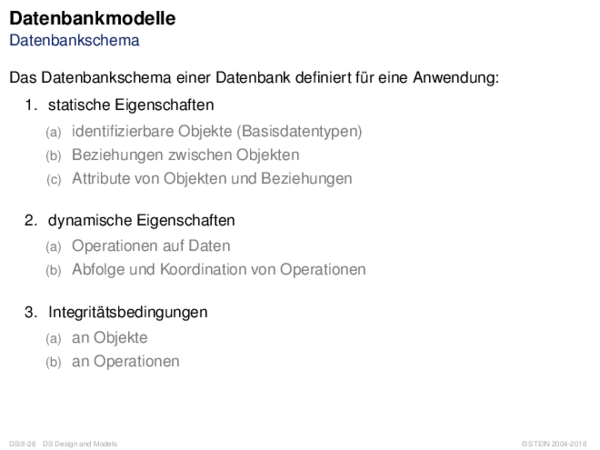 Datenbankmodelle
Datenbankschema
Das Datenbankschema einer Datenbank definiert für eine Anwendung:
1. statische Eigenschaften
(a) identifizierbare Objekte (Basisdatentypen)
(b) Beziehungen zwischen Objekten
(c) Attribute von Objekten und Beziehungen
2. dynamische Eigenschaften
(a) Operationen auf Daten
(b) Abfolge und Koordination von Operationen
3. Integritätsbedingungen
(a) an Objekte
(b) an Operationen
DB:II-26 DB Design and Models © STEIN 2004-2018